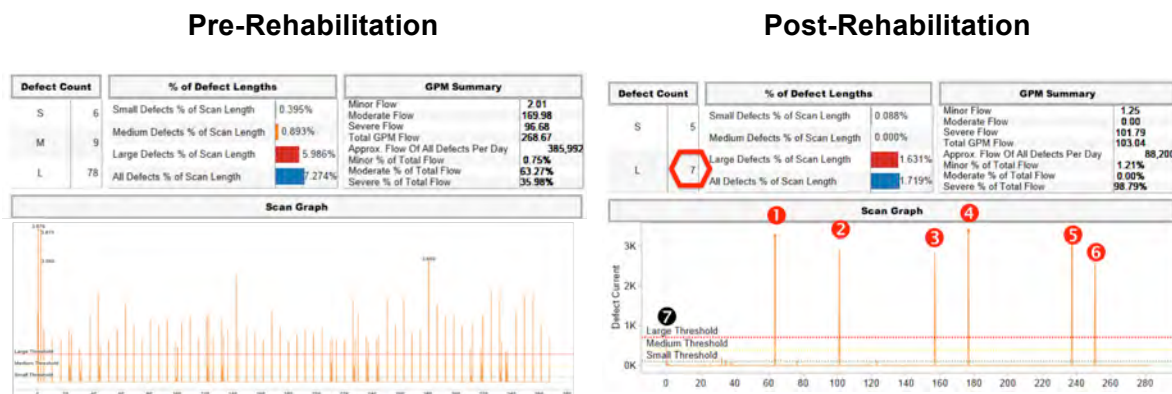 Pre-Rehabilitation
Defect Count
% of Defect Lengths
GPM Summary
S 6
M 9
L 78
Small Defects % of Scan Length 0.395%
Medium Defects % of Scan Length 0.893%
Large Defects % of Scan Length 5.986%
All Defects % of Scan Length 7.274%
Minor Flow 2.01
Moderate Flow 169.98
Severe Flow 96.68
Total GPM Flow 268.67
Approx. Flow Of All Defects Per Day 385,992
Minor % of Total Flow 0.75%
Moderate % of Total Flow 63.27%
Severe % of Total Flow 35.98%
Scan Graph
Large Threshold
Medium Threshold
Small Threshold
Post-Rehabilitation
Defect Count
% of Defect Lengths
GPM Summary
S 5
L 7
Small Defects % of Scan Length 0.088%
Medium Defects % of Scan Length 0.000%
Large Defects % of Scan Length 1.631%
All Defects % of Scan Length 1.719%
Minor Flow 1.25
Moderate Flow 0.00
Severe Flow 101.79
Total GPM Flow 103.04
Approx. Flow Of All Defects Per Day 88,200
Minor % of Total Flow 1.21%
Moderate % of Total Flow 0.00%
Severe % of Total Flow 98.79%
Scan Graph
1 2 3 4 5 6 7
Defect Current
3K
2K
1K
0K
Large Threshold
Medium Threshold
Small Threshold
0 20 40 60 80 100 120 140 160 180 200 220 240 260 280